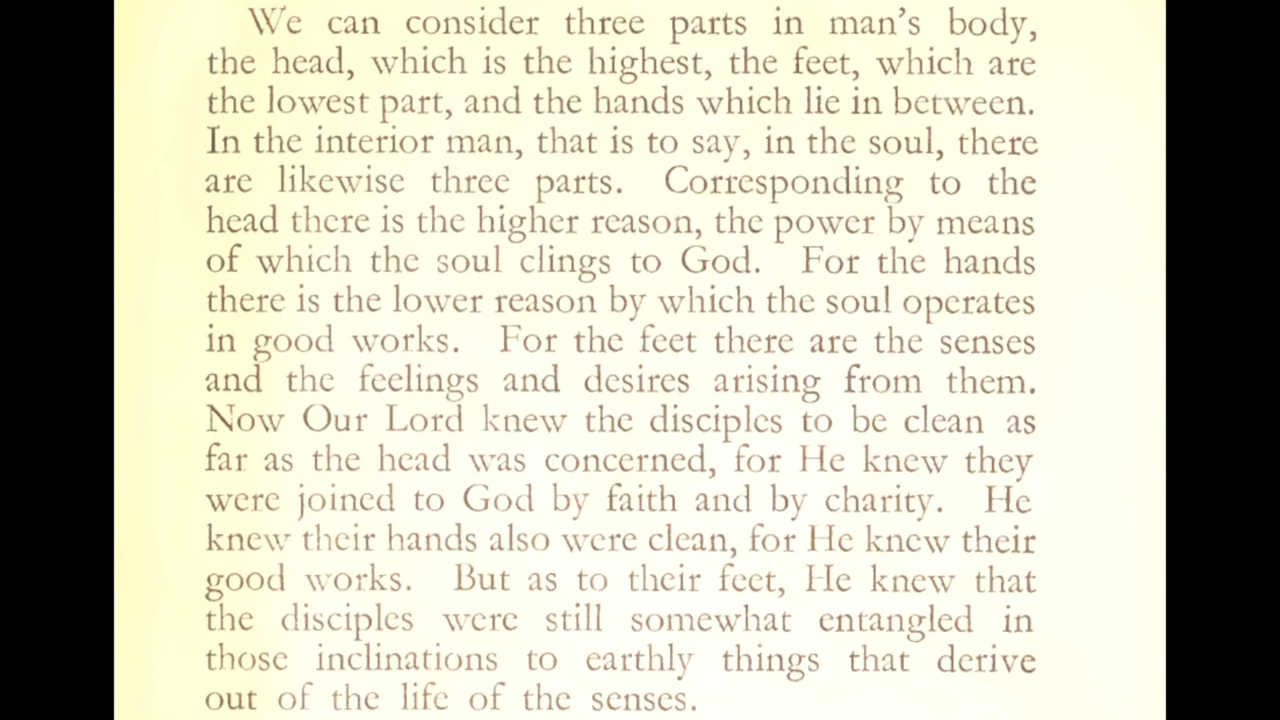 We can consider three parts in man's body,
the head, which is the highest, the feet, which are
the lowest part, and the hands which lie in between.
In the interior man, that is to say, in the soul, there
are likewise three parts. Corresponding to the
head there is the higher reason, the power by means
of which the soul clings to God. For the hands
there is the lower reason by which the soul operates
in good works. For the feet there are the senses
and the feelings and desires arising from them.
Now Our Lord knew the disciples to be clean as
far as the head was concerned, for He knew they
were joined to God by faith and by charity. He
knew their hands also were clean, for He knew their
good works. But as to their feet, He knew that
the disciples were still somewhat entangled in
those inclinations to earthly things that derive
out of the life of the senses.